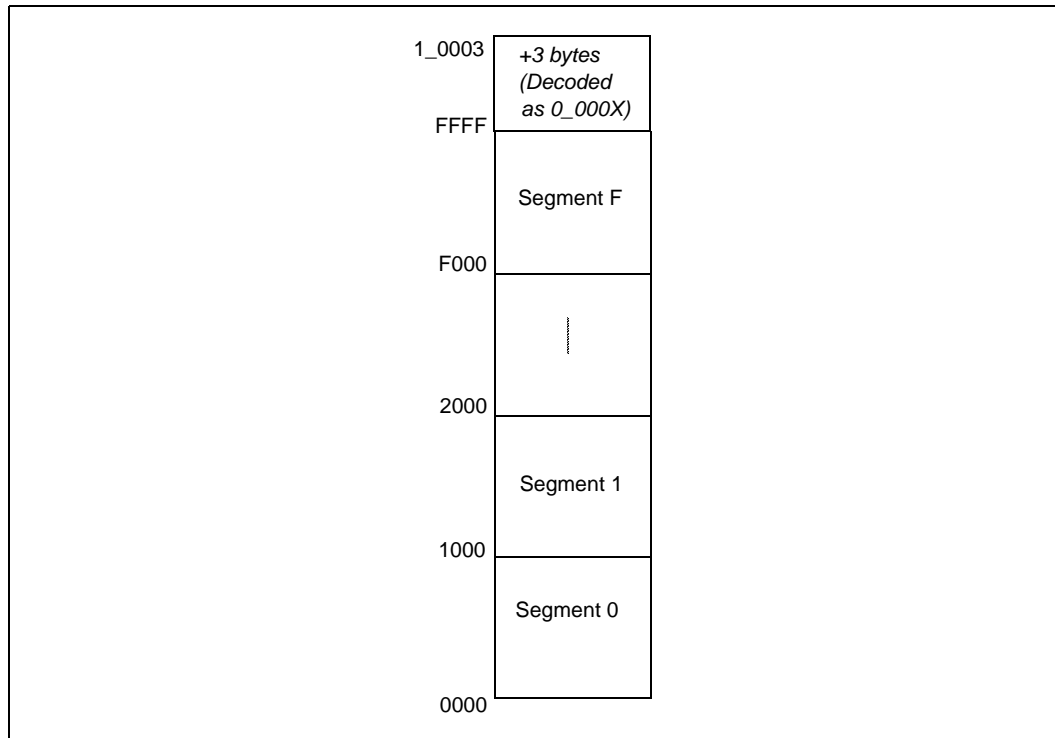 1_0003
+3 bytes
(Decoded
as 0_000X)
FFFF
Segment F
F000
2000
Segment 1
1000
Segment 0
0000